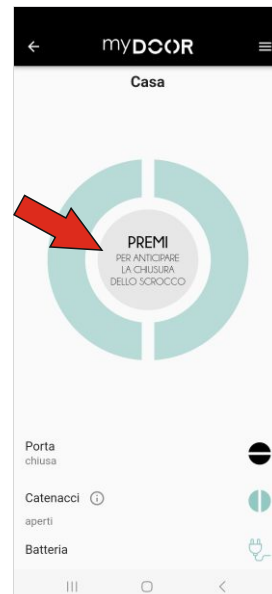 myDOOR
Casa
PREMI
PER ANTICIPARE
LA CHIUSURA
DELLO SCROCCO
Porta
chiusa
Catenacci
aperti
Batteria